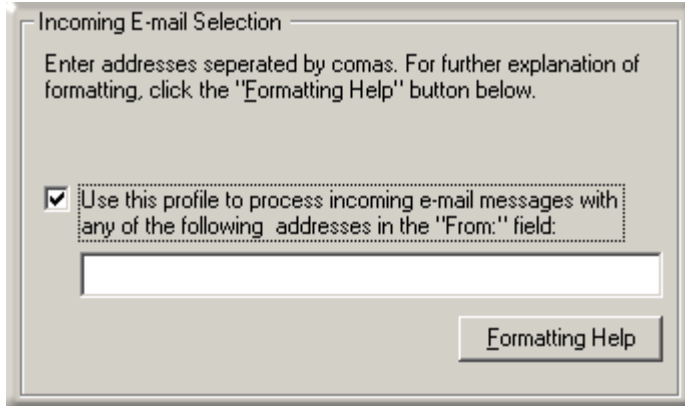 Incoming E-mail Selection
Enter addresses seperated by comas. For further explanation of
formatting, click the "Formatting Help" button below.
Use this profile to process incoming e-mail messages with
any of the following  addresses in the "From:" field:
Formatting Help